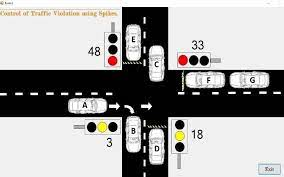 Control of Traffic Violation using Spikes.
33
48
E
C
F
G
A
B
D
3
18
Exit